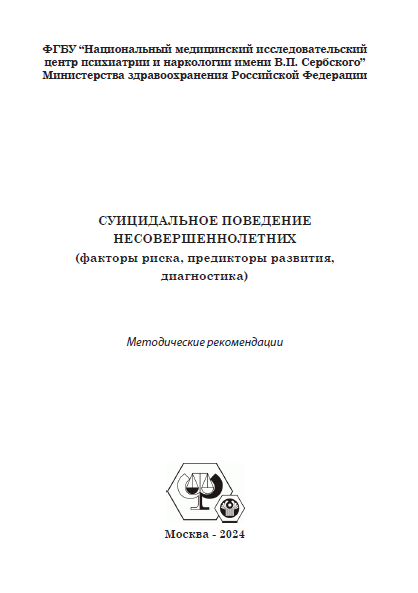 ФГБУ “Национальный медицинский исследовательский
центр психиатрии и наркологии имени В.П. Сербского”
Министерства здравоохранения Российской Федерации
СУИЦИДАЛЬНОЕ ПОВЕДЕНИЕ
НЕСОВЕРШЕННОЛЕТНИХ
(факторы риска, предикторы развития,
диагностика)
Методические рекомендации
Москва - 2024